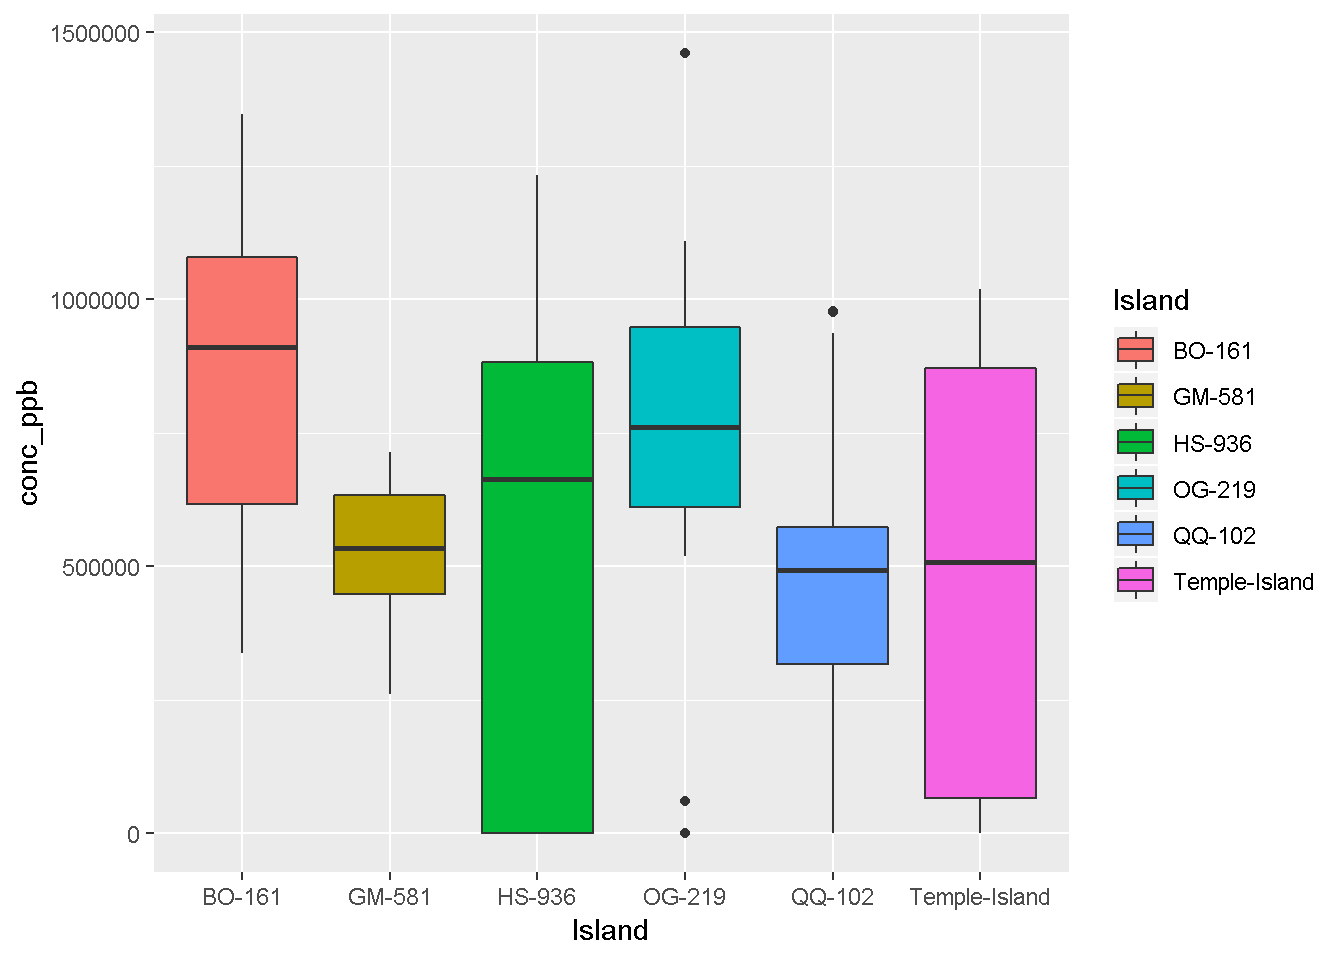 1500000
1000000
500000
0
conc_ppb
BO-161 GM-581 HS-936 OG-219 QQ-102 Temple-Island
Island
Island
BO-161
GM-581
HS-936
OG-219
QQ-102
Temple-Island